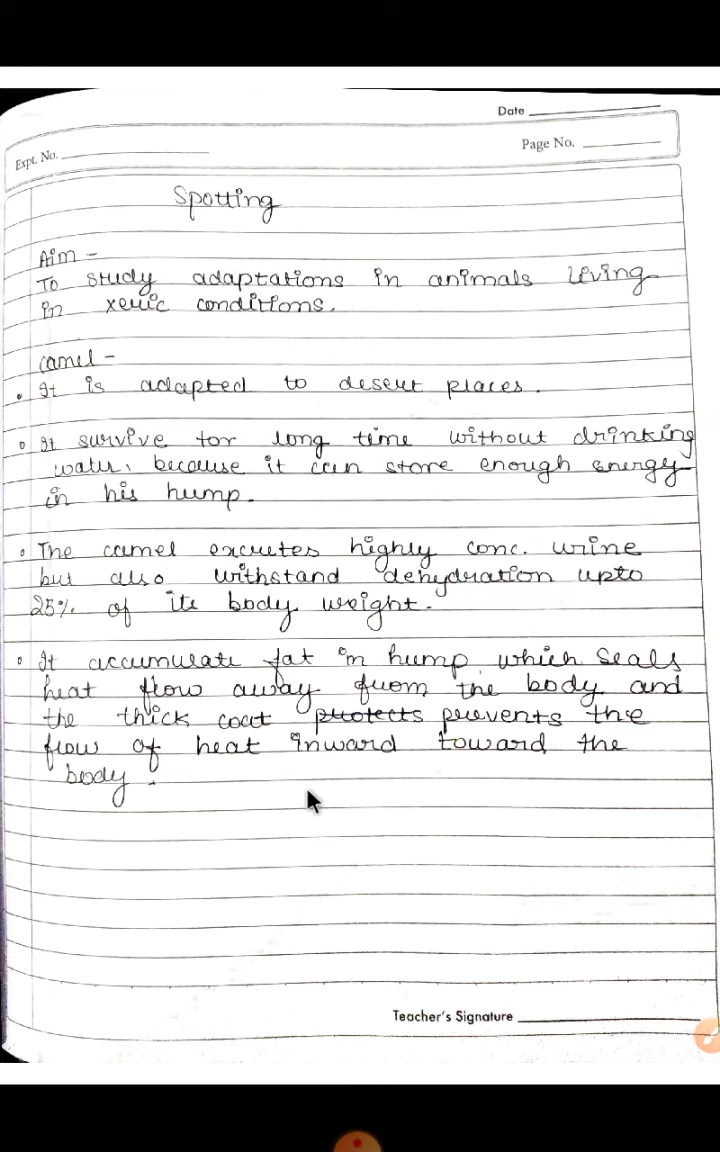 Date
Expt. No.
Page No.
Spotting
Aim -
To study adaptations in animals living
in xeric conditions.
Camel -
• It is adapted to desert places.
• It survive for long time without drinking
water, because it can store enough energy
in his hump.
• The camel excretes highly conc. urine
but also withstand dehydration upto
25% of its body weight.
• It accumulate fat in hump which seals
heat flow away from the body and
the thick coat protects prevents the
flow of heat inward toward the
body.
Teacher's Signature